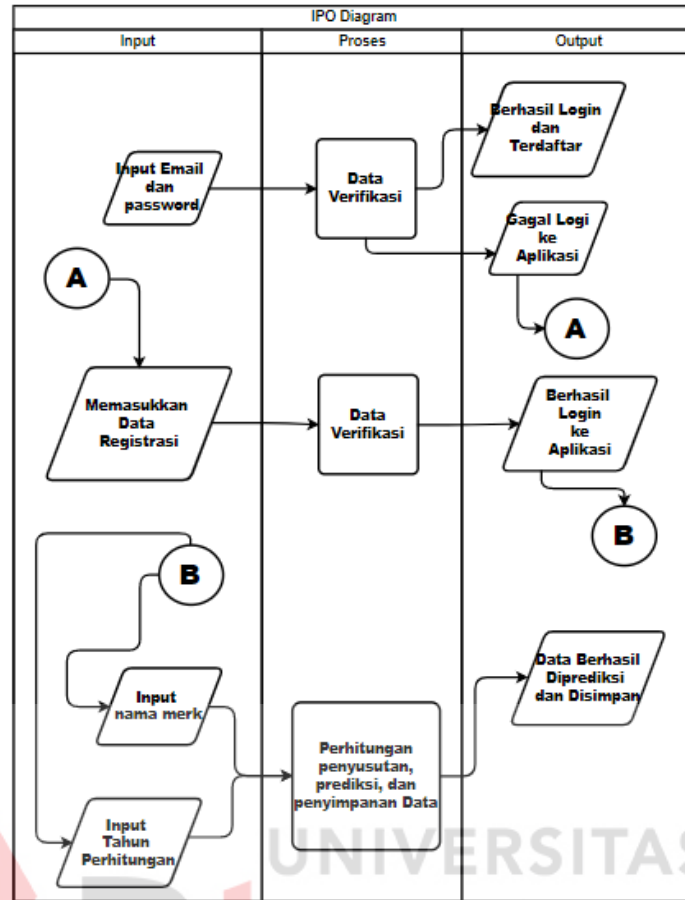 IPO Diagram
Input
Proses
Output
Input Email
dan
password
Data
Verifikasi
Berhasil Login
dan
Terdaftar
Gagal Logi
ke
Aplikasi
A
A
Memasukkan
Data
Registrasi
Data
Verifikasi
Berhasil
Login
ke
Aplikasi
B
B
Input
nama merk
Input
Tahun
Perhitungan
Perhitungan
penyusutan,
prediksi, dan
penyimpanan Data
Data Berhasil
Diprediksi
dan Disimpan
UNIVERSITAS